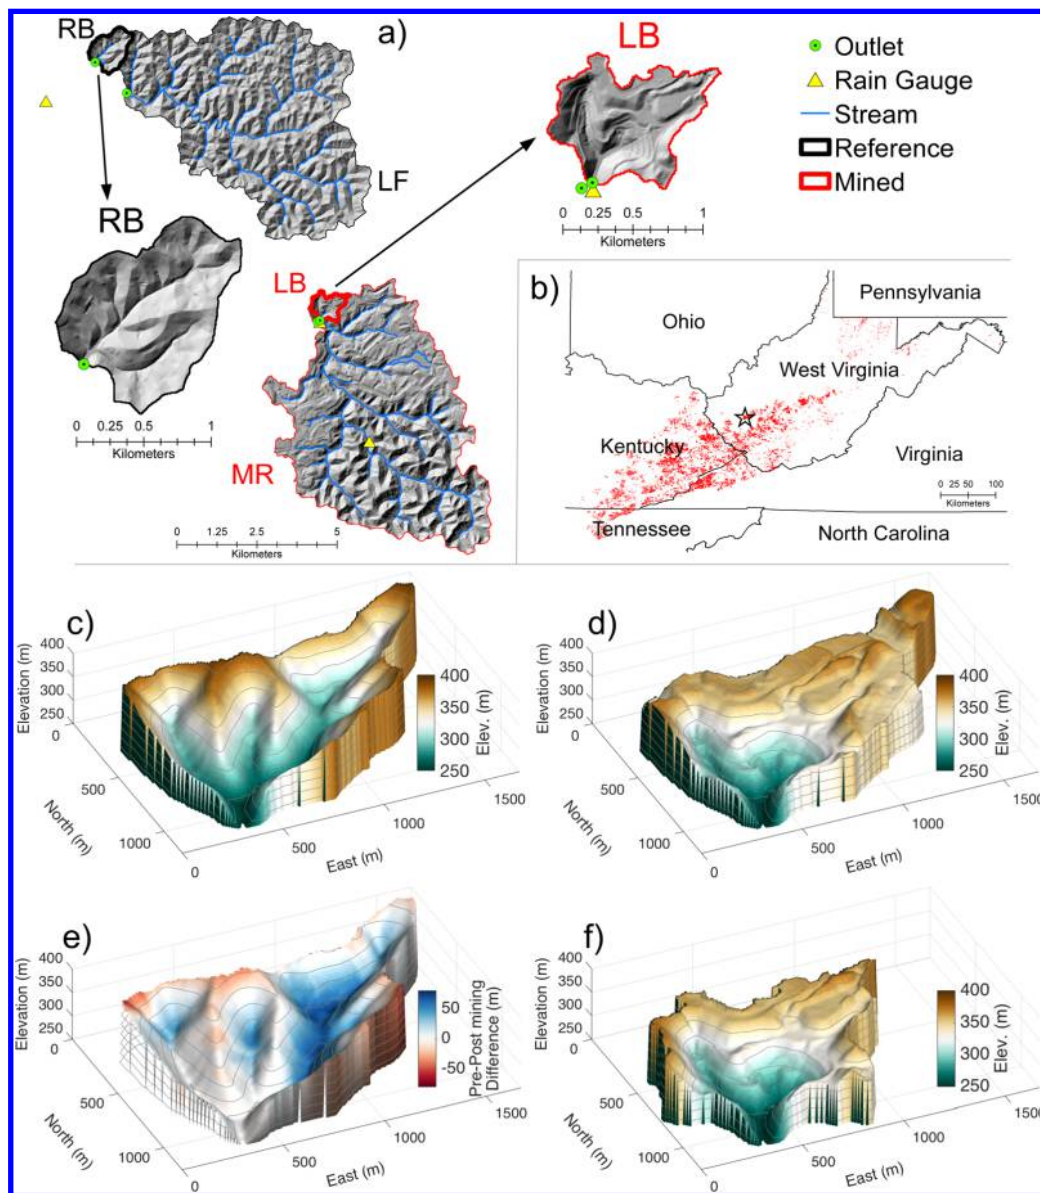 RB
a)
LF
RB
0 0.25 0.5 1
Kilometers
LB
MR
0 1.25 2.5 5
Kilometers
LB
0 0.25 0.5 1
Kilometers
Outlet
Rain Gauge
Stream
Reference
Mined
b)
Pennsylvania
Ohio
West Virginia
Kentucky
Virginia
0 25 50 100
Kilometers
Tennessee
North Carolina
c)
Elevation (m)
400
350
300
250
0
500
1000
North (m)
0
500
1000
1500
East (m)
400
350
300
250
Elev. (m)
d)
Elevation (m)
400
350
300
250
0
500
1000
North (m)
0
500
1000
1500
East (m)
400
350
300
250
Elev. (m)
e)
Elevation (m)
400
350
300
250
0
500
1000
North (m)
0
500
1000
1500
East (m)
50
0
-50
Pre-Post mining
Difference (m)
f)
Elevation (m)
400
350
300
250
0
500
1000
North (m)
0
500
1000
1500
East (m)
400
350
300
250
Elev. (m)